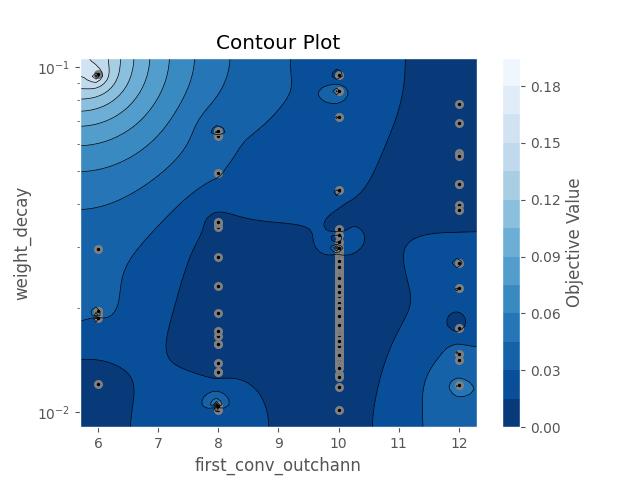 Contour Plot
10⁻¹
10⁻²
weight_decay
6 7 8 9 10 11 12
first_conv_outchann
0.18
0.15
0.12
0.09
0.06
0.03
0.00
Objective Value